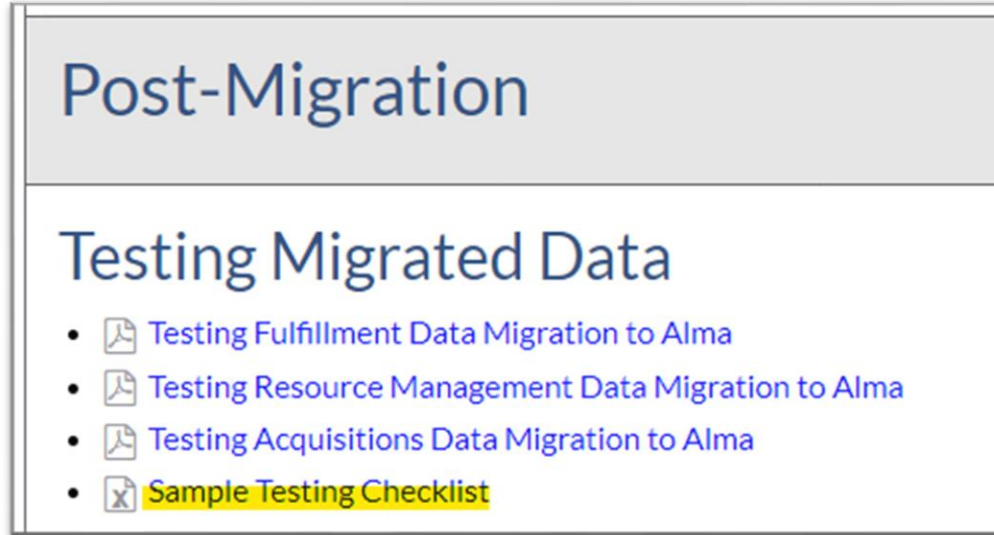 Post-Migration
Testing Migrated Data
Testing Fulfillment Data Migration to Alma
Testing Resource Management Data Migration to Alma
Testing Acquisitions Data Migration to Alma
Sample Testing Checklist